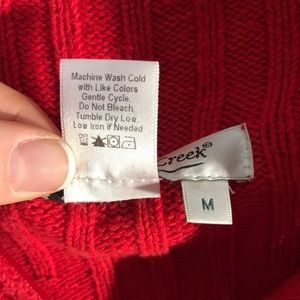 Machine Wash Cold
with Like Colors
Gentle Cycle.
Do Not Bleach.
Tumble Dry Low.
Low Iron if Needed
Creek®
M